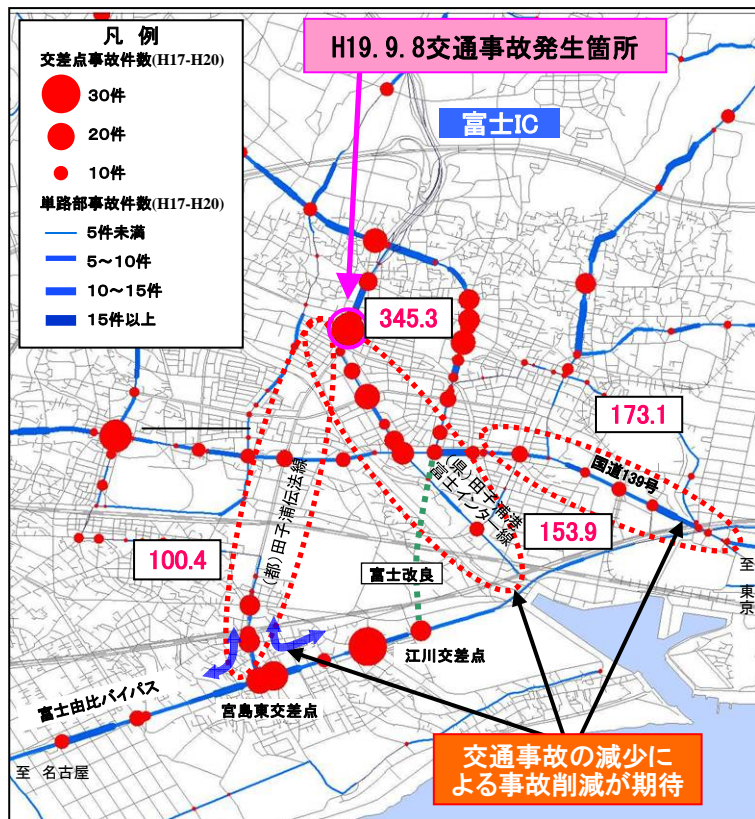 凡 例
交差点事故件数(H17-H20)
30件
20件
10件
単路部事故件数(H17-H20)
5件未満
5～10件
10～15件
15件以上
H19.9.8交通事故発生箇所
富士IC
345.3
173.1
国道139号
(県)田子浦港
富士インター線
153.9
(都)田子浦伝法線
100.4
富士改良
至 東京
江川交差点
富士由比バイパス
宮島東交差点
至 名古屋
交通事故の減少に
よる事故削減が期待